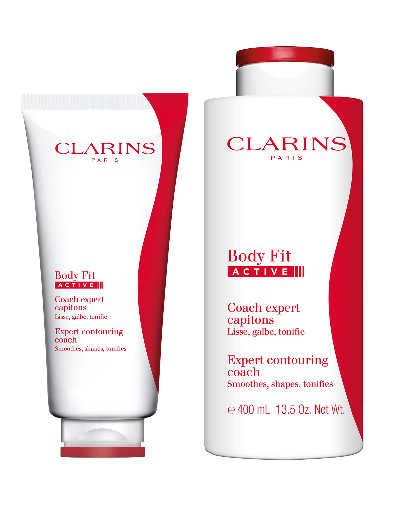 CLARINS
PARIS
Body Fit
ACTIVE
Coach expert
capitons
Lisse, galbe, tonifie
Expert contouring
coach
Smoothes, shapes, tonifies
CLARINS
PARIS
Body Fit
ACTIVE
Coach expert
capitons
Lisse, galbe, tonifie
Expert contouring
coach
Smoothes, shapes, tonifies
℮ 400 mL 13.5 Oz. Net Wt.